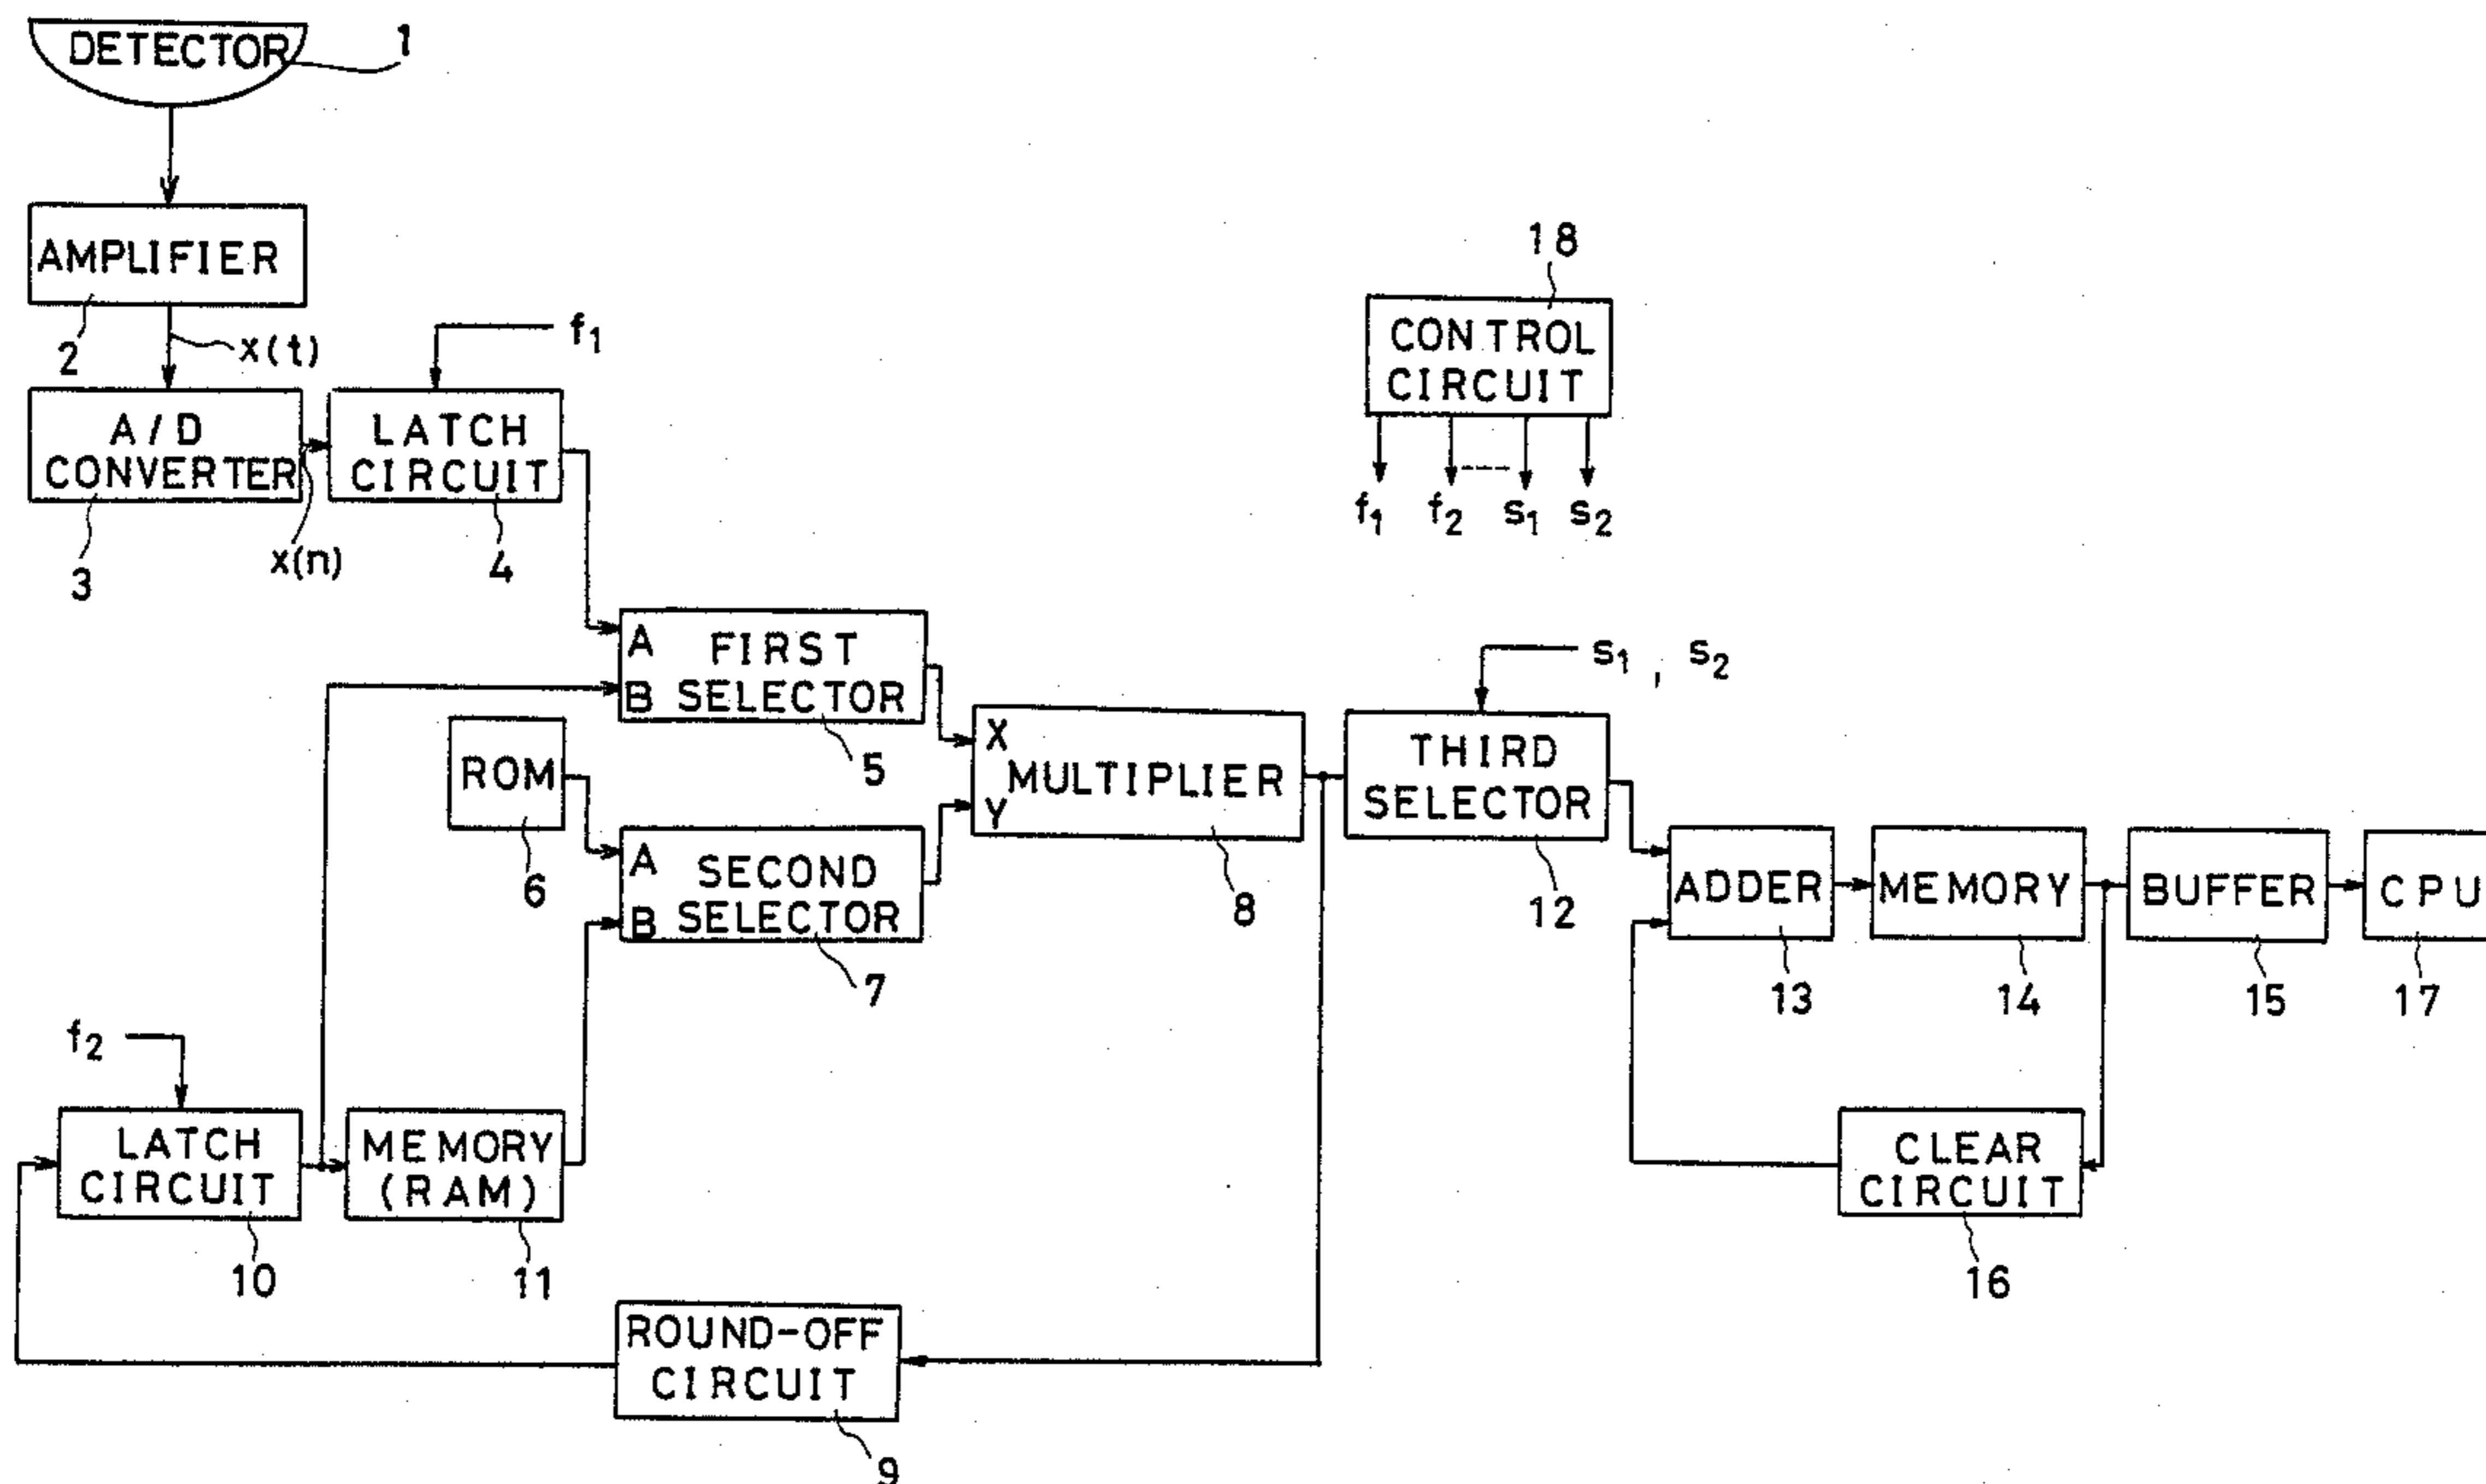 DETECTOR
1
AMPLIFIER
2
x(t)
f₁
A/D
CONVERTER
3
x(n)
LATCH
CIRCUIT
4
18
CONTROL
CIRCUIT
f₁ f₂ s₁ s₂
A FIRST
B SELECTOR
5
ROM
6
A SECOND
B SELECTOR
7
X
MULTIPLIER
Y
8
s₁ , s₂
THIRD
SELECTOR
12
ADDER
13
MEMORY
14
BUFFER
15
CPU
17
f₂
LATCH
CIRCUIT
10
MEMORY
(RAM)
11
CLEAR
CIRCUIT
16
ROUND-OFF
CIRCUIT
9